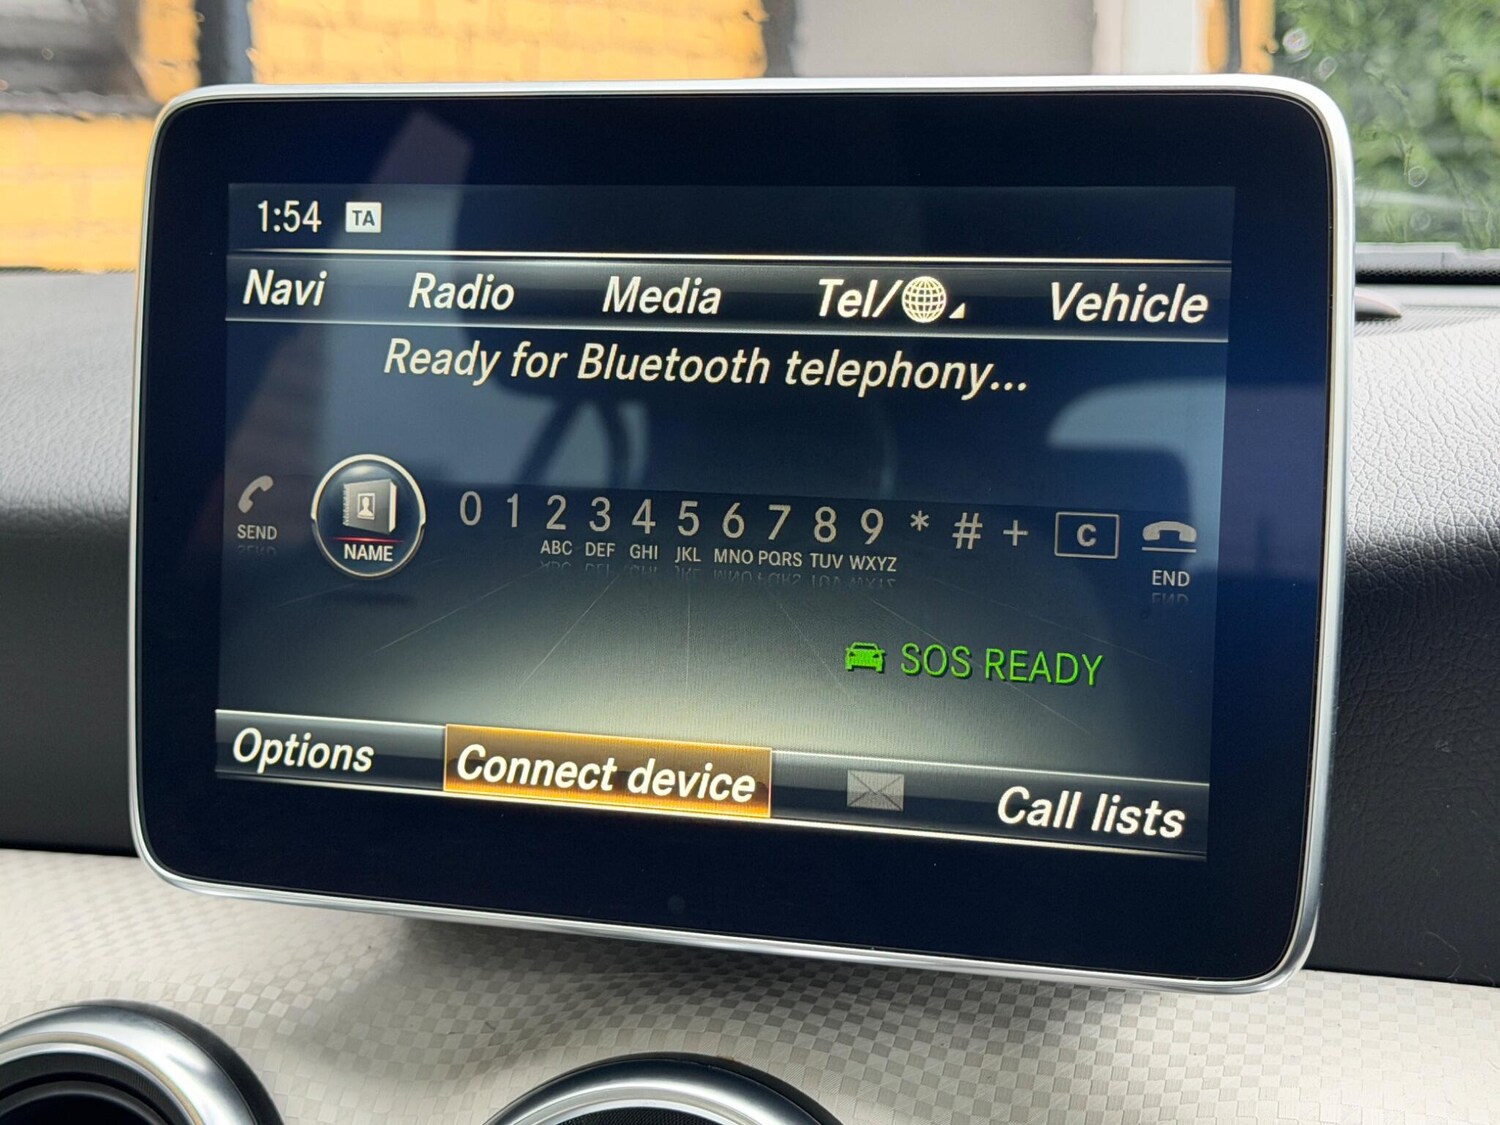 1:54 TA
Navi Radio Media Tel/ Vehicle
Ready for Bluetooth telephony...
SEND NAME 0 1 2 3 4 5 6 7 8 9 * # + C END
ABC DEF GHI JKL MNO PQRS TUV WXYZ
SOS READY
Options Connect device Call lists